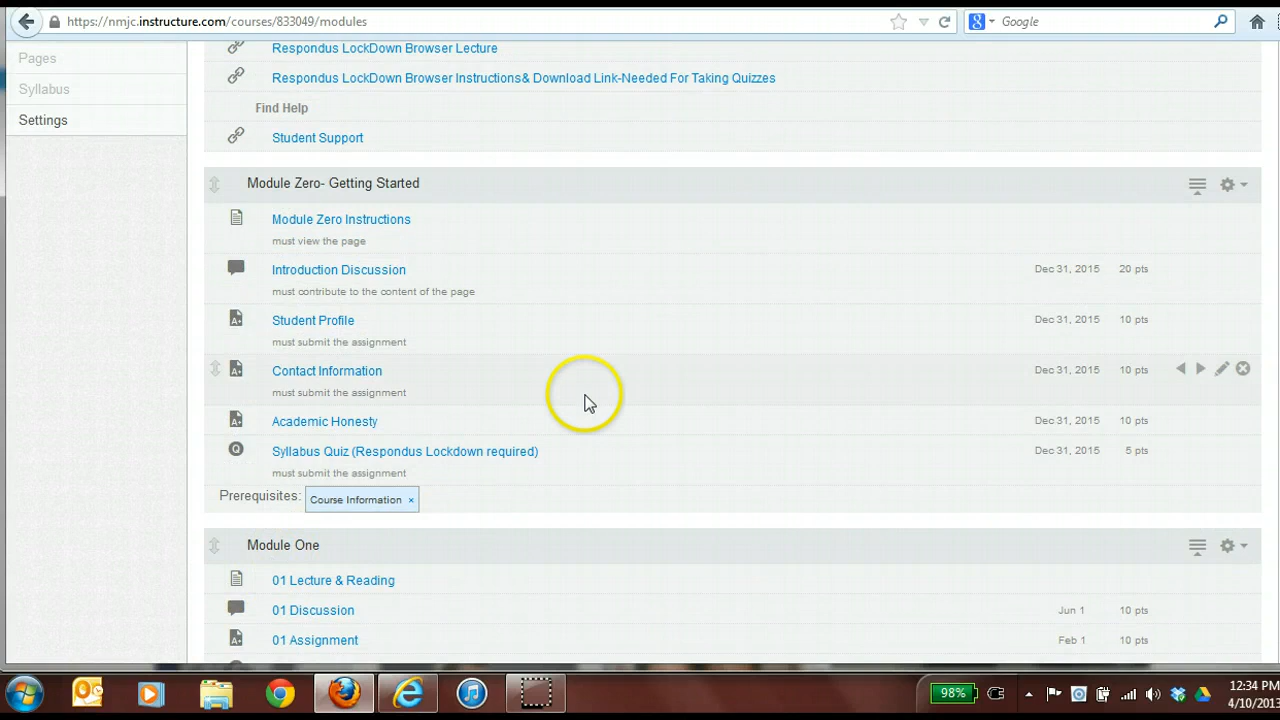 https://nmjc.instructure.com/courses/833049/modules
Google
Pages
Syllabus
Settings
Respondus LockDown Browser Lecture
Respondus LockDown Browser Instructions& Download Link-Needed For Taking Quizzes
Find Help
Student Support
Module Zero- Getting Started
Module Zero Instructions
must view the page
Introduction Discussion Dec 31, 2015 20 pts
must contribute to the content of the page
Student Profile Dec 31, 2015 10 pts
must submit the assignment
Contact Information Dec 31, 2015 10 pts
must submit the assignment
Academic Honesty Dec 31, 2015 10 pts
Syllabus Quiz (Respondus Lockdown required) Dec 31, 2015 5 pts
must submit the assignment
Prerequisites: Course Information ×
Module One
01 Lecture & Reading
01 Discussion Jun 1 10 pts
01 Assignment Feb 1 10 pts
98% 12:34 PM
4/10/2013